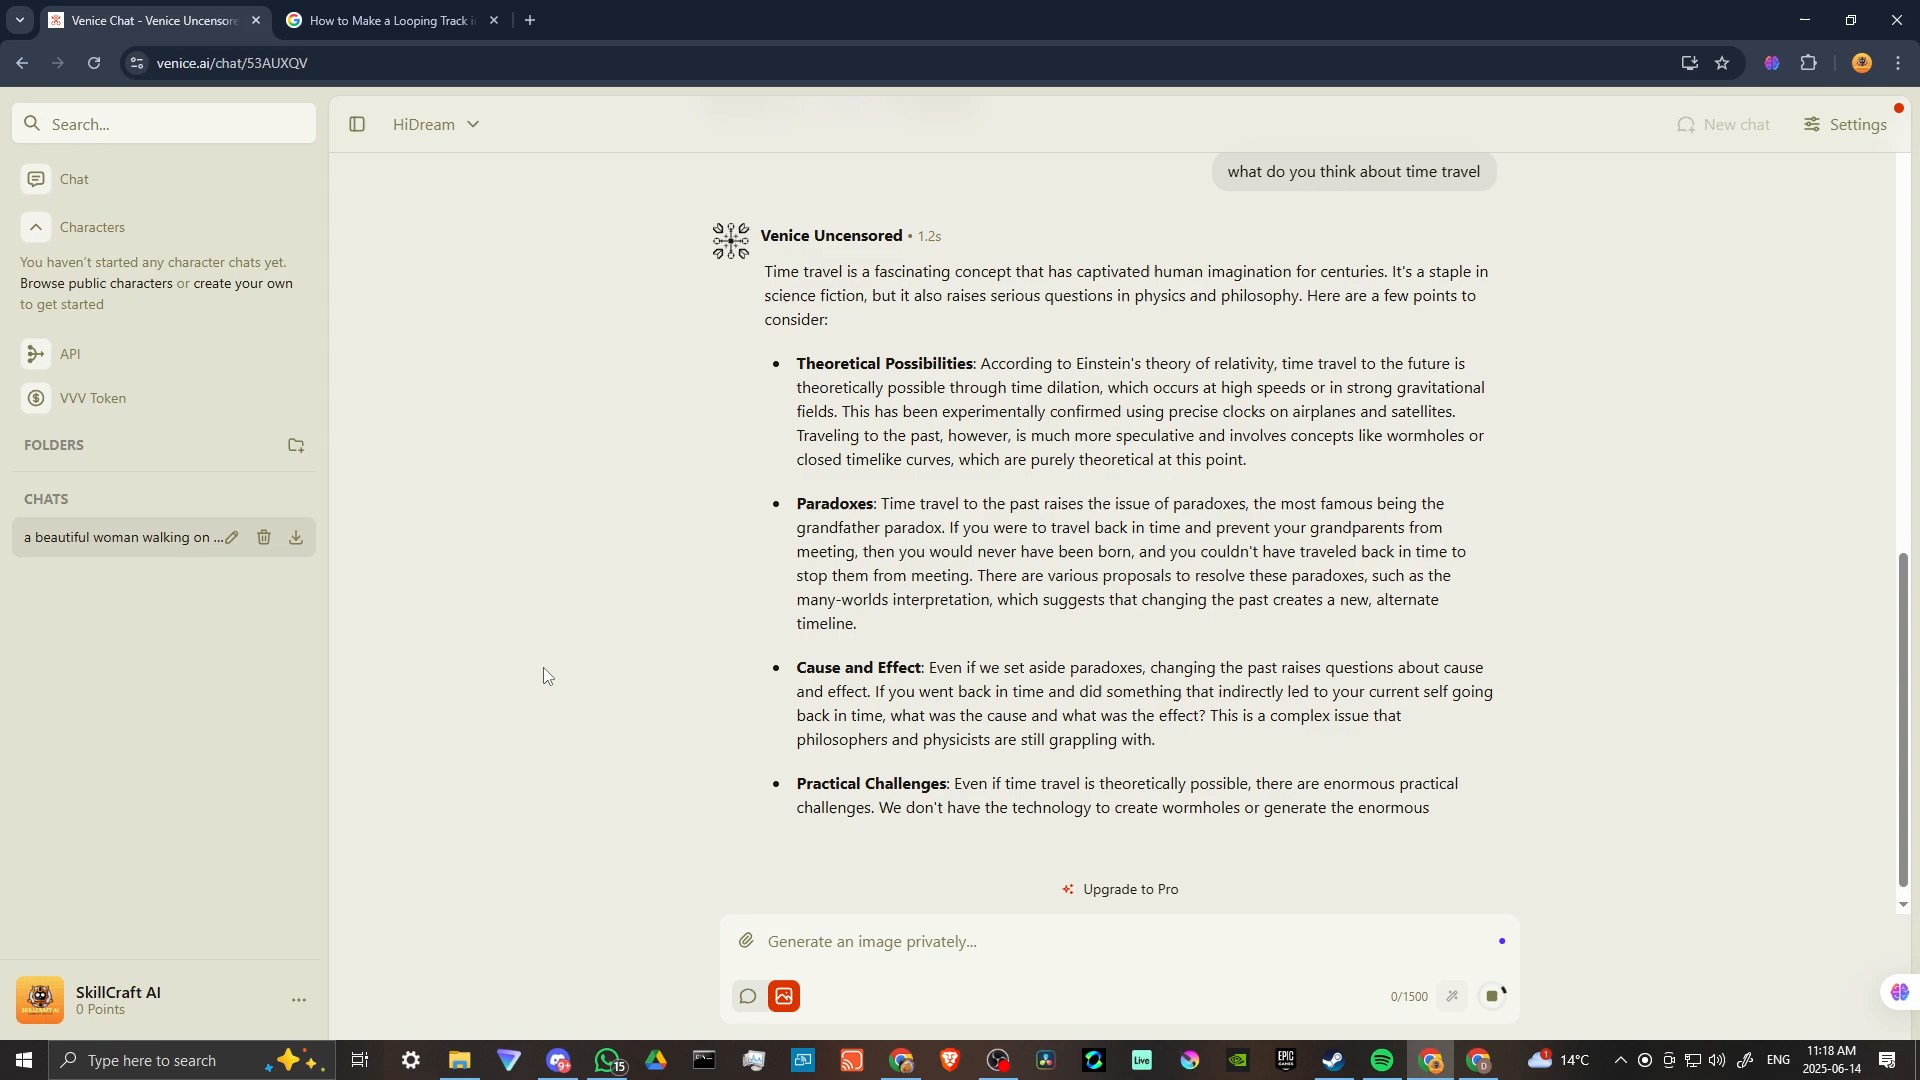 Venice Chat - Venice Uncensore
How to Make a Looping Track i
venice.ai/chat/53AUXQV
Search...
HiDream
New chat
Settings
Chat
Characters
You haven't started any character chats yet.
Browse public characters or create your own
to get started
API
VVV Token
FOLDERS
CHATS
a beautiful woman walking on ...
what do you think about time travel
Venice Uncensored • 1.2s
Time travel is a fascinating concept that has captivated human imagination for centuries. It's a staple in
science fiction, but it also raises serious questions in physics and philosophy. Here are a few points to
consider:
• Theoretical Possibilities: According to Einstein's theory of relativity, time travel to the future is
theoretically possible through time dilation, which occurs at high speeds or in strong gravitational
fields. This has been experimentally confirmed using precise clocks on airplanes and satellites.
Traveling to the past, however, is much more speculative and involves concepts like wormholes or
closed timelike curves, which are purely theoretical at this point.
• Paradoxes: Time travel to the past raises the issue of paradoxes, the most famous being the
grandfather paradox. If you were to travel back in time and prevent your grandparents from
meeting, then you would never have been born, and you couldn't have traveled back in time to
stop them from meeting. There are various proposals to resolve these paradoxes, such as the
many-worlds interpretation, which suggests that changing the past creates a new, alternate
timeline.
• Cause and Effect: Even if we set aside paradoxes, changing the past raises questions about cause
and effect. If you went back in time and did something that indirectly led to your current self going
back in time, what was the cause and what was the effect? This is a complex issue that
philosophers and physicists are still grappling with.
• Practical Challenges: Even if time travel is theoretically possible, there are enormous practical
challenges. We don't have the technology to create wormholes or generate the enormous
Upgrade to Pro
Generate an image privately...
0/1500
SkillCraft AI
0 Points
Type here to search
9+
15
Live
EPIC GAMES
1
14°C
ENG
11:18 AM
2025-06-14